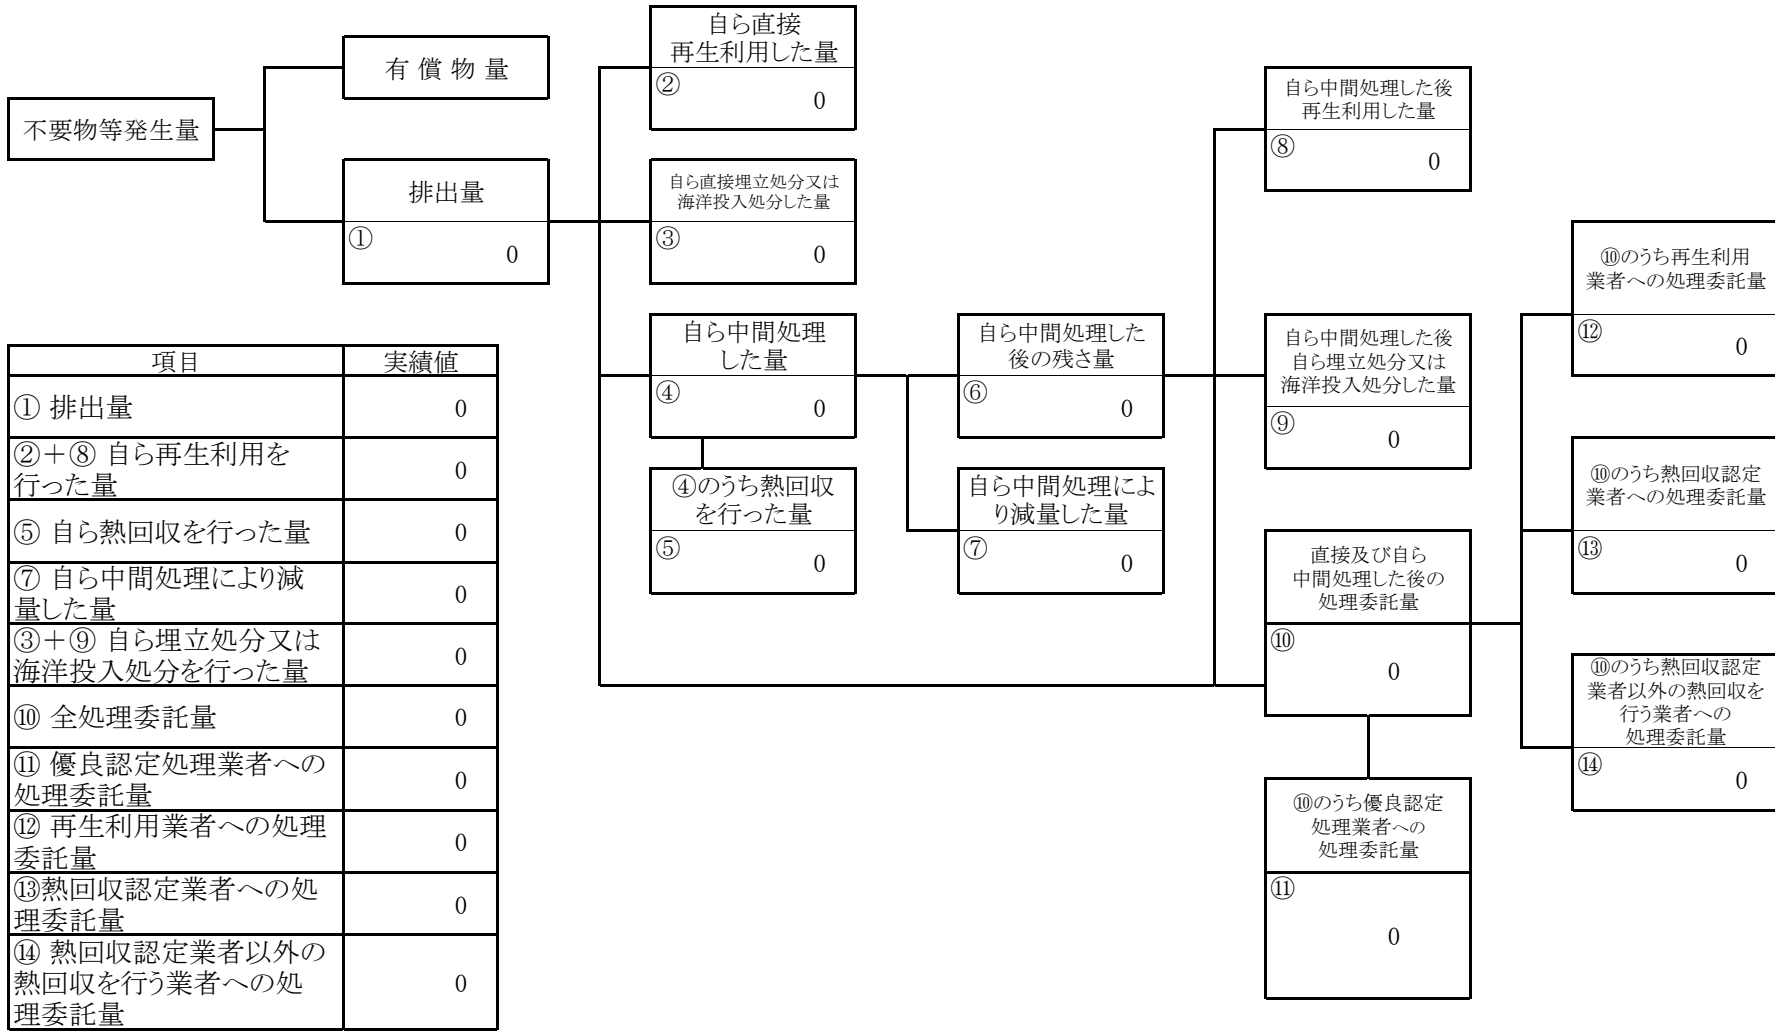 不要物等発生量
有 償 物 量
排出量
①
0
自ら直接
再生利用した量
②
0
自ら直接埋立処分又は
海洋投入処分した量
③
0
自ら中間処理
した量
④
0
④のうち熱回収
を行った量
⑤
0
自ら中間処理した
後の残さ量
⑥
0
自ら中間処理によ
り減量した量
⑦
0
自ら中間処理した後
再生利用した量
⑧
0
自ら中間処理した後
自ら埋立処分又は
海洋投入処分した量
⑨
0
直接及び自ら
中間処理した後の
処理委託量
⑩
0
⑩のうち優良認定
処理業者への
処理委託量
⑪
0
⑩のうち再生利用
業者への処理委託量
⑫
0
⑩のうち熱回収認定
業者への処理委託量
⑬
0
⑩のうち熱回収認定
業者以外の熱回収を
行う業者への
処理委託量
⑭
0
項目 実績値
① 排出量 0
②＋⑧ 自ら再生利用を
行った量 0
⑤ 自ら熱回収を行った量 0
⑦ 自ら中間処理により減
量した量 0
③＋⑨ 自ら埋立処分又は
海洋投入処分を行った量 0
⑩ 全処理委託量 0
⑪ 優良認定処理業者への
処理委託量 0
⑫ 再生利用業者への処理
委託量 0
⑬熱回収認定業者への処
理委託量 0
⑭ 熱回収認定業者以外の
熱回収を行う業者への処
理委託量 0